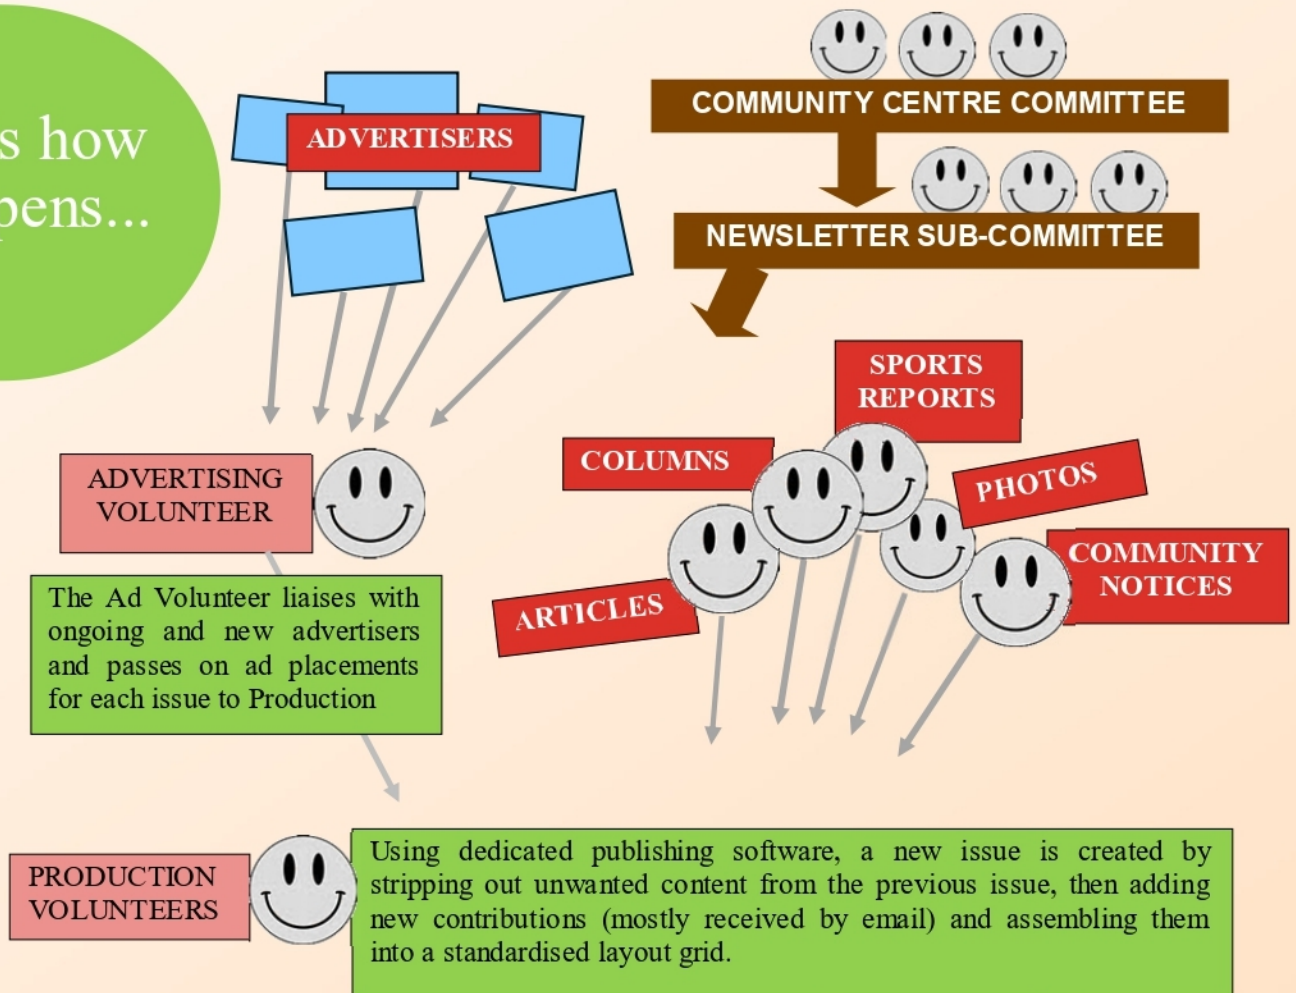 s how
pens...
ADVERTISERS
COMMUNITY CENTRE COMMITTEE
NEWSLETTER SUB-COMMITTEE
SPORTS
REPORTS
COLUMNS
PHOTOS
COMMUNITY
NOTICES
ARTICLES
ADVERTISING
VOLUNTEER
The Ad Volunteer liaises with
ongoing and new advertisers
and passes on ad placements
for each issue to Production
PRODUCTION
VOLUNTEERS
Using dedicated publishing software, a new issue is created by
stripping out unwanted content from the previous issue, then adding
new contributions (mostly received by email) and assembling them
into a standardised layout grid.